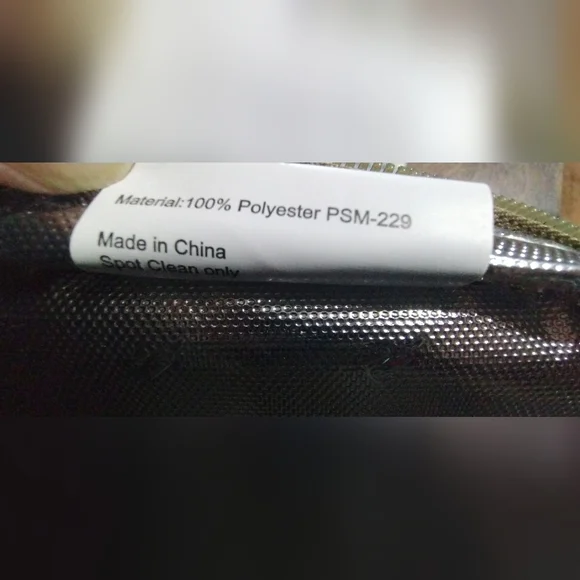 Material:100% Polyester PSM-229
Made in China
Spot Clean only